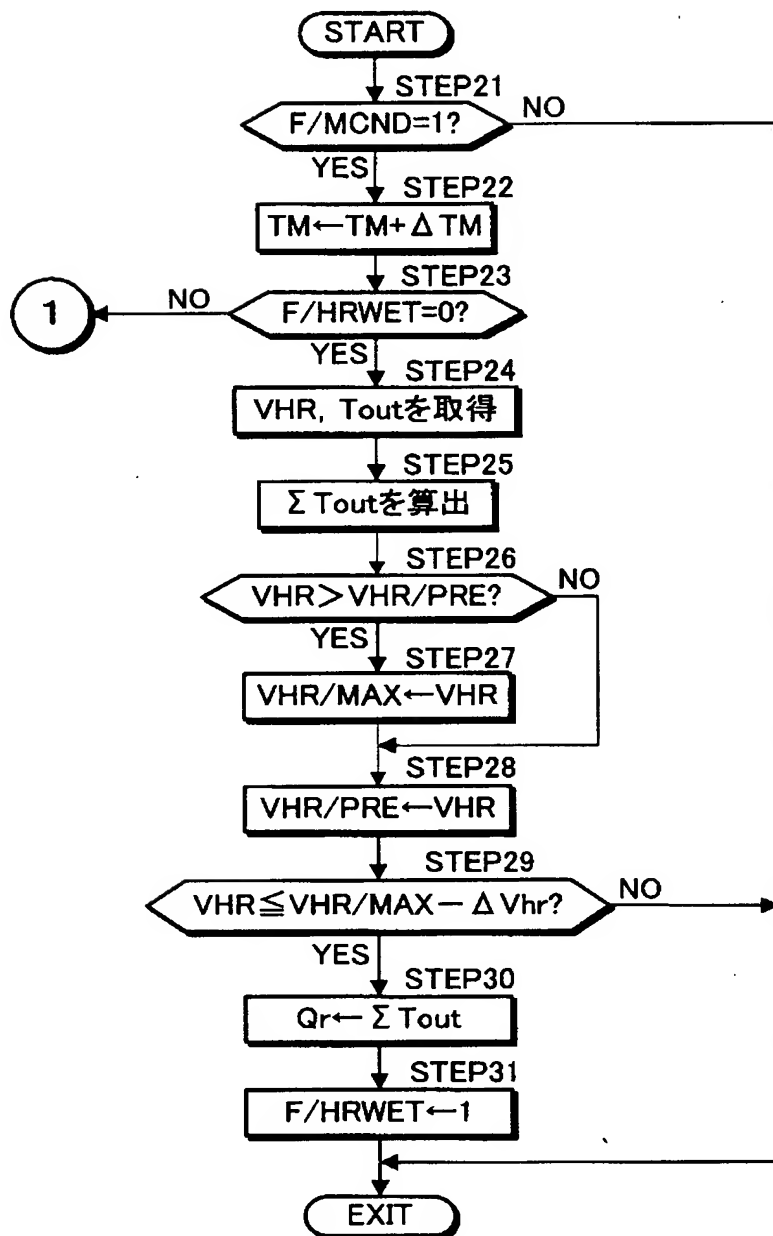 START
STEP21
F/MCND=1?
NO
YES
STEP22
TM←TM+ΔTM
STEP23
1
NO
F/HRWET=0?
YES
STEP24
VHR, Toutを取得
STEP25
ΣToutを算出
STEP26
VHR>VHR/PRE?
NO
YES
STEP27
VHR/MAX←VHR
STEP28
VHR/PRE←VHR
STEP29
VHR≦VHR/MAX-ΔVhr?
NO
YES
STEP30
Qr←ΣTout
STEP31
F/HRWET←1
EXIT